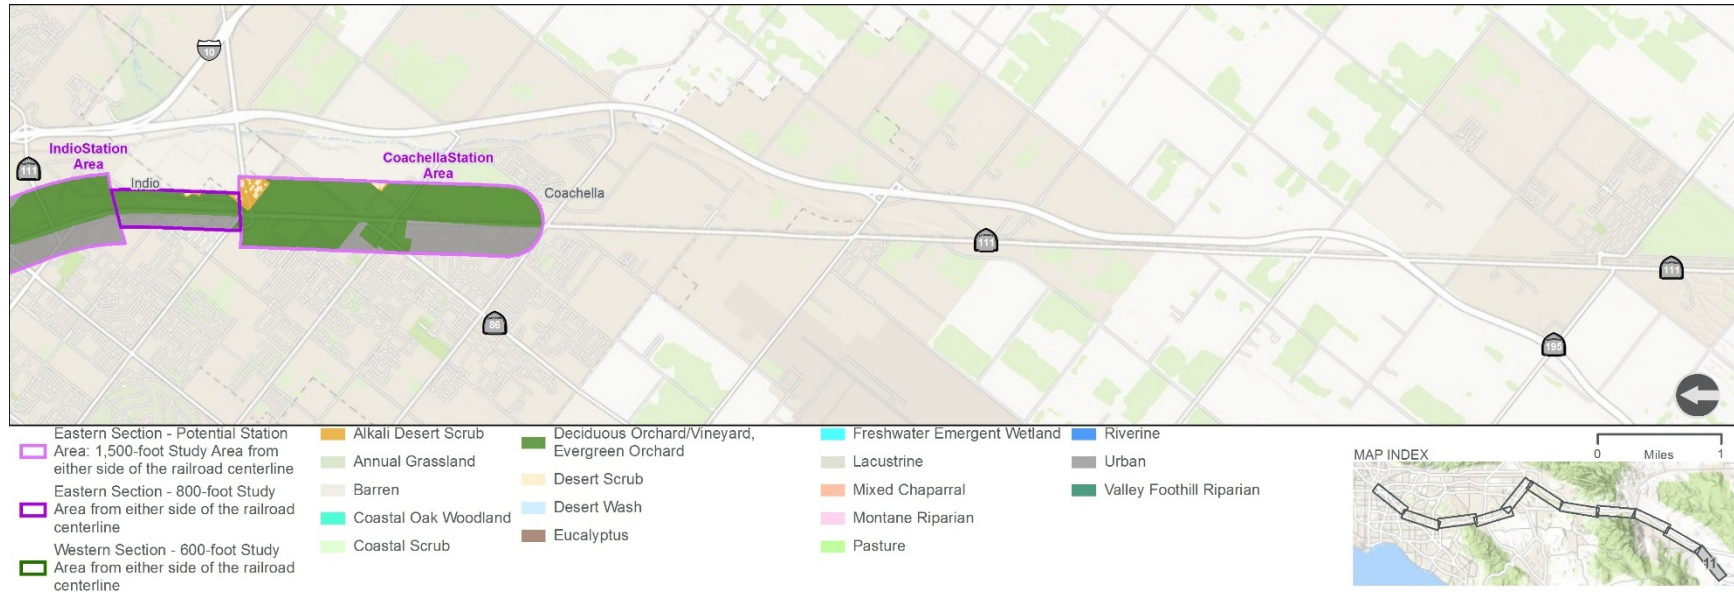 10
IndioStation
Area
CoachellaStation
Area
111
Indio
Coachella
111
111
86
195
Eastern Section - Potential Station
Area: 1,500-foot Study Area from
either side of the railroad centerline
Eastern Section - 800-foot Study
Area from either side of the railroad
centerline
Western Section - 600-foot Study
Area from either side of the railroad
centerline
Alkali Desert Scrub
Annual Grassland
Barren
Coastal Oak Woodland
Coastal Scrub
Deciduous Orchard/Vineyard,
Evergreen Orchard
Desert Scrub
Desert Wash
Eucalyptus
Freshwater Emergent Wetland
Lacustrine
Mixed Chaparral
Montane Riparian
Pasture
Riverine
Urban
Valley Foothill Riparian
0 Miles 1
MAP INDEX
11